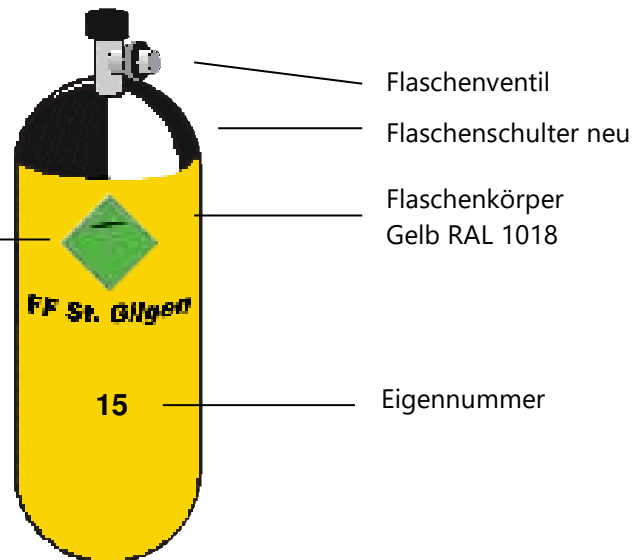 Flaschenventil
Flaschenschulter neu
Flaschenkörper
Gelb RAL 1018
FF St. Gilgen
15
Eigennummer